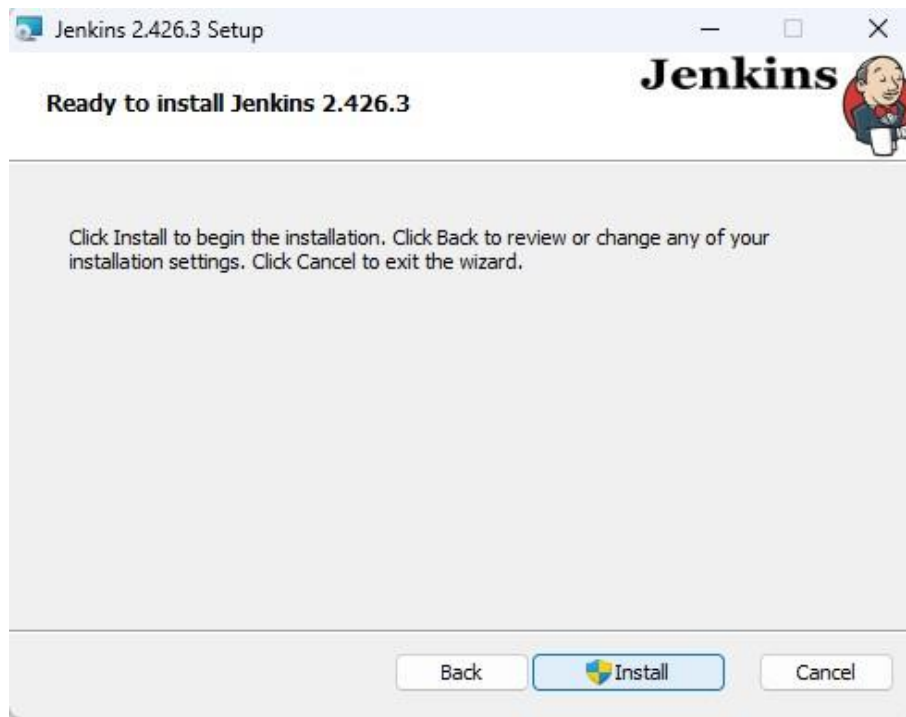 Jenkins 2.426.3 Setup
Jenkins
Ready to install Jenkins 2.426.3
Click Install to begin the installation. Click Back to review or change any of your
installation settings. Click Cancel to exit the wizard.
Back
Install
Cancel